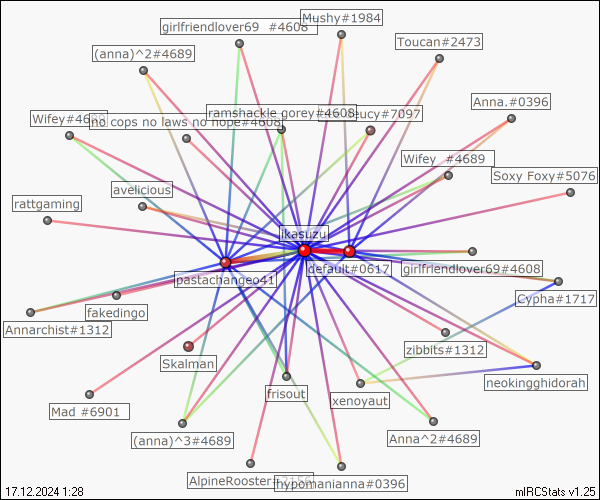 girlfriendlover69 #4608
Mushy#1984
Toucan#2473
(anna)^2#4689
Anna.#0396
ramshackle gorey#4608
eucy#7097
no cops no laws no hope#4608
Wifey
Wifey #4689
Soxy Foxy#5076
avelicious
rattgaming
ikasuzu
default#0617
girlfriendlover69#4608
pastachangeo41
Cypha#1717
fakedingo
Annarchist#1312
zibbits#1312
Skalman
neokingghidorah
frisout
xenoyaut
Mad #6901
(anna)^3#4689
Anna^2#4689
AlpineRooster
hypomanianna#0396
17.12.2024 1:28
mIRCStats v1.25